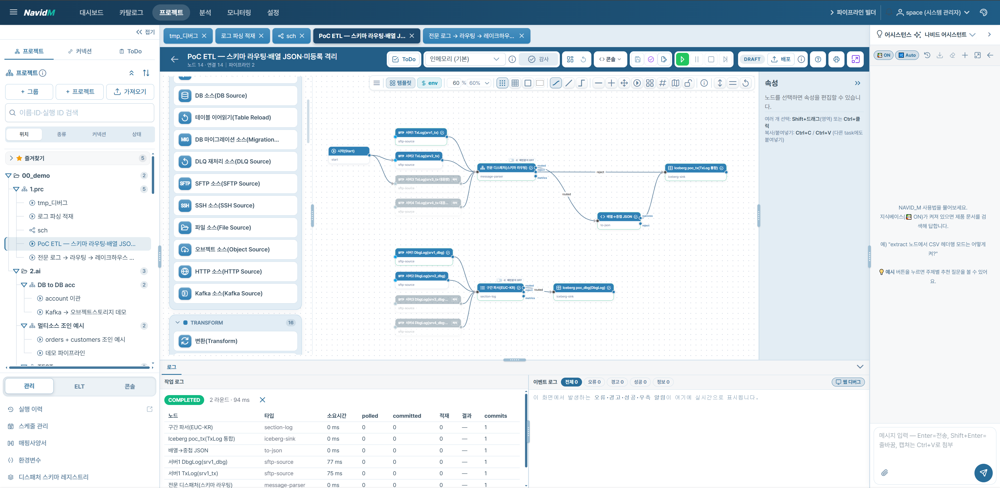 NavidM 대시보드 카탈로그 프로젝트 분석 모니터링 설정 파이프라인 빌더 space (시스템 관리자)
접기
프로젝트 커넥션 ToDo
프로젝트
+ 그룹 + 프로젝트 가져오기
이름·ID·실행 ID 검색
위치 종류 커넥션 상태
즐겨찾기 5
00_demo 2
1.prc 5
tmp_디버그
로그 파싱 적재
sch
PoC ETL — 스키마 라우팅·배열 JSO...
전문 로그 → 라우팅 → 레이크하우스 ...
2.ai 3
DB to DB acc 2
account 이관
Kafka → 오브젝트스토리지 데모
멀티소스 조인 예시 2
orders + customers 조인 예시
데모 파이프라인
관리 ELT 콘솔
실행 이력
스케줄 관리
매핑사양서
환경변수
디스패처 스키마 레지스트리
tmp_디버그 로그 파싱 적재 sch PoC ETL — 스키마 라우팅·배열 J... 전문 로그 → 라우팅 → 레이크하우...
PoC ETL — 스키마 라우팅·배열 JSON·미등록 격리
노드 14 · 연결 14 | 파이프라인 2
ToDo 인메모리 (기본) 감사 콘솔 DRAFT 배포
템플릿 $ env 60 % 60%
DB 소스(DB Source)
테이블 이어읽기(Table Reload)
MIG DB 마이그레이션 소스(Migration...
DLQ 재처리 소스(DLQ Source)
SFTP SFTP 소스(SFTP Source)
SSH SSH 소스(SSH Source)
파일 소스(File Source)
오브젝트 소스(Object Source)
HTTP 소스(HTTP Source)
Kafka 소스(Kafka Source)
TRANSFORM 16
변환(Transform)
시작(Start)
start
SFTP 서버1 TxLog(srv1_tx)
sftp-source
SFTP 서버2 TxLog(srv2_tx)
sftp-source
SFTP 서버3 TxLog(srv3_tx·대용량) 제외
sftp-source
SFTP 서버4 TxLog(srv4_tx·대용... 제외
sftp-source
패턴분석 OFF
전문 디스패처(스키마 라우팅)
message-parser
routed
reject
metrics
reject
routed
Iceberg poc_tx(TxLog 통합)
iceberg-sink
배열→중첩 JSON
to-json
success
reject
SFTP 서버1 DbgLog(srv1_dbg)
sftp-source
SFTP 서버2 DbgLog(srv2_dbg)
sftp-source
SFTP 서버3 DbgLog(srv3_dbg·... 제외
sftp-source
SFTP 서버4 DbgLog(srv4_dbg·... 제외
sftp-source
패턴분석 OFF
구간 파서(EUC-KR)
section-log
routed
reject
metrics
routed
Iceberg poc_dbg(DbgLog)
iceberg-sink
속성
노드를 선택하면 속성을 편집할 수 있습니
다.
여러 개 선택: Shift+드래그(영역) 또는 Ctrl+클
릭
복사/붙여넣기: Ctrl+C / Ctrl+V (다른 task에도
붙여넣기)
로그
작업 로그
COMPLETED 2 라운드 · 94 ms
노드 타입 소요시간 polled committed 적재 결과 commits
구간 파서(EUC-KR) section-log 0 ms 0 0 0 — 1
Iceberg poc_tx(TxLog 통합) iceberg-sink 0 ms 0 0 0 — 1
배열→중첩 JSON to-json 0 ms 0 0 0 — 1
서버1 DbgLog(srv1_dbg) sftp-source 77 ms 0 0 0 — 1
서버1 TxLog(srv1_tx) sftp-source 75 ms 0 0 0 — 1
전문 디스패처(스키마 라우팅) message-parser 0 ms 0 0 0 — 1
이벤트 로그 전체 0 오류 0 경고 0 성공 0 정보 0 웹 디버그
이 화면에서 발생하는 오류·경고·성공·우측 알림이 여기에 실시간으로 표시됩니다.
어시스턴스 나비드 어시스턴트
ON Auto
NAVID_M 사용법을 물어보세요.
지식베이스( ON)가 켜져 있으면 제품 문서를 검
색해 답합니다.
예) "extract 노드에서 CSV 헤더행 모드는 어떻게
켜?"
예시 버튼을 누르면 주제별 추천 질문을 볼 수 있어
요.
메시지 입력 — Enter=전송, Shift+Enter=
줄바꿈, 캡쳐는 Ctrl+V로 첨부